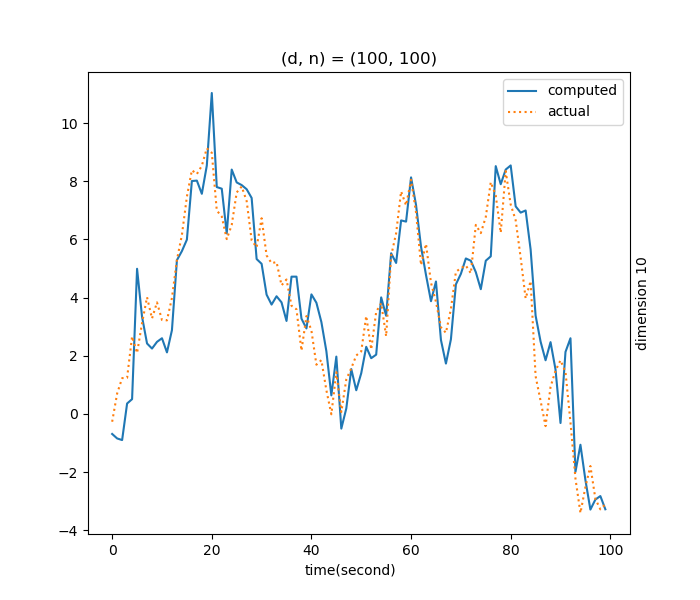 (d, n) = (100, 100)
computed
actual
10
8
6
4
2
0
−2
−4
0 20 40 60 80 100
time(second)
dimension 10